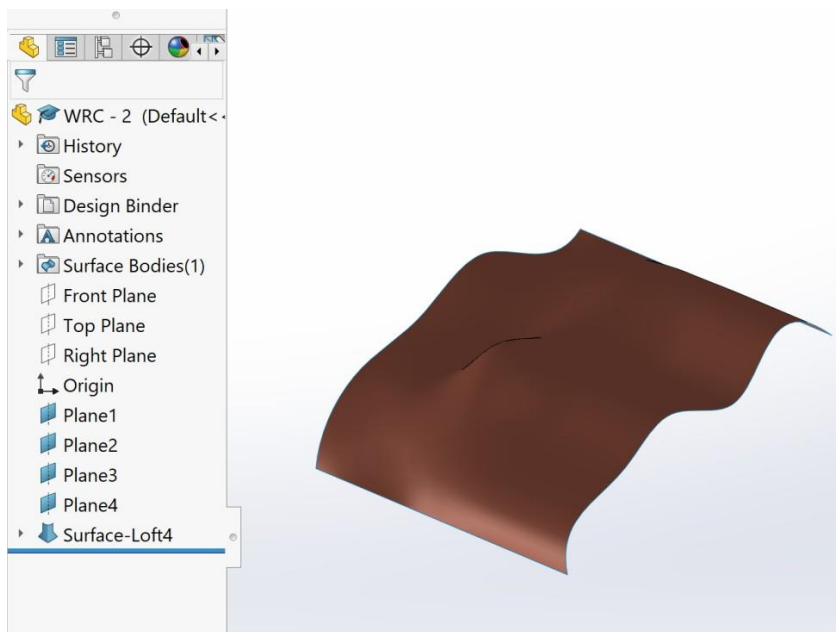 WRC - 2 (Default<
History
Sensors
Design Binder
Annotations
Surface Bodies(1)
Front Plane
Top Plane
Right Plane
Origin
Plane1
Plane2
Plane3
Plane4
Surface-Loft4